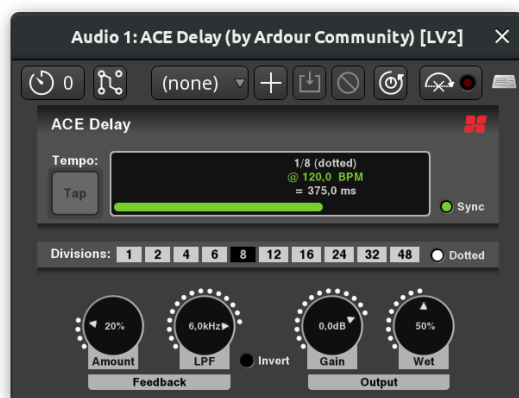 Audio 1: ACE Delay (by Ardour Community) [LV2]
0
(none)
ACE Delay
Tempo:
Tap
1/8 (dotted)
@ 120,0 BPM
= 375,0 ms
Sync
Divisions: 1 2 4 6 8 12 16 24 32 48 Dotted
20% 6,0kHz 0,0dB 50%
Amount LPF Invert Gain Wet
Feedback Output